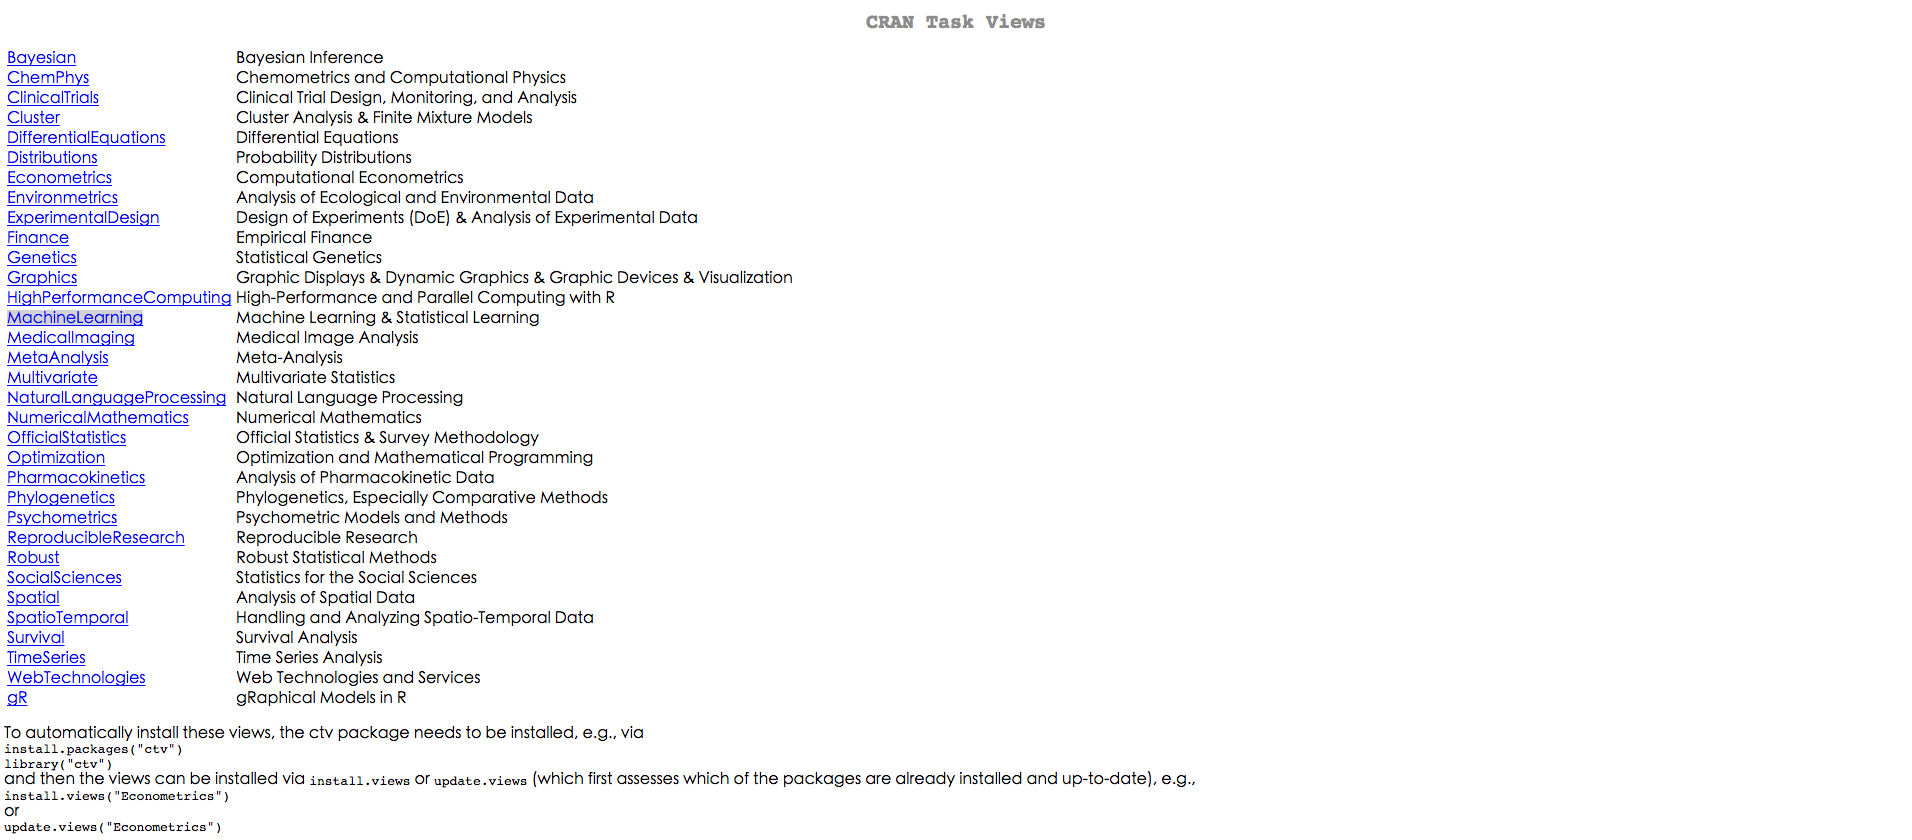 CRAN Task Views
Bayesian Bayesian Inference
ChemPhys Chemometrics and Computational Physics
ClinicalTrials Clinical Trial Design, Monitoring, and Analysis
Cluster Cluster Analysis & Finite Mixture Models
DifferentialEquations Differential Equations
Distributions Probability Distributions
Econometrics Computational Econometrics
Environmetrics Analysis of Ecological and Environmental Data
ExperimentalDesign Design of Experiments (DoE) & Analysis of Experimental Data
Finance Empirical Finance
Genetics Statistical Genetics
Graphics Graphic Displays & Dynamic Graphics & Graphic Devices & Visualization
HighPerformanceComputing High-Performance and Parallel Computing with R
MachineLearning Machine Learning & Statistical Learning
MedicalImaging Medical Image Analysis
MetaAnalysis Meta-Analysis
Multivariate Multivariate Statistics
NaturalLanguageProcessing Natural Language Processing
NumericalMathematics Numerical Mathematics
OfficialStatistics Official Statistics & Survey Methodology
Optimization Optimization and Mathematical Programming
Pharmacokinetics Analysis of Pharmacokinetic Data
Phylogenetics Phylogenetics, Especially Comparative Methods
Psychometrics Psychometric Models and Methods
ReproducibleResearch Reproducible Research
Robust Robust Statistical Methods
SocialSciences Statistics for the Social Sciences
Spatial Analysis of Spatial Data
SpatioTemporal Handling and Analyzing Spatio-Temporal Data
Survival Survival Analysis
TimeSeries Time Series Analysis
WebTechnologies Web Technologies and Services
gR gRaphical Models in R
To automatically install these views, the ctv package needs to be installed, e.g., via
install.packages("ctv")
library("ctv")
and then the views can be installed via install.views or update.views (which first assesses which of the packages are already installed and up-to-date), e.g.,
install.views("Econometrics")
or
update.views("Econometrics")